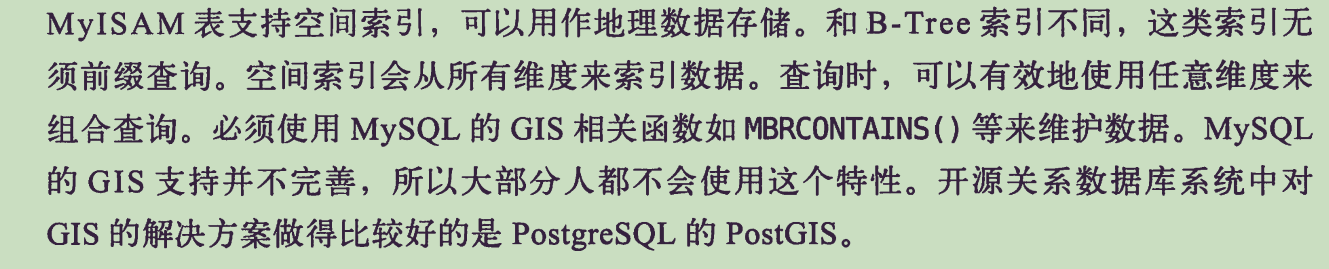 MyISAM 表支持空间索引，可以用作地理数据存储。和 B-Tree 索引不同，这类索引无
须前缀查询。空间索引会从所有维度来索引数据。查询时，可以有效地使用任意维度来
组合查询。必须使用 MySQL 的 GIS 相关函数如 MBRCONTAINS() 等来维护数据。MySQL
的 GIS 支持并不完善，所以大部分人都不会使用这个特性。开源关系数据库系统中对
GIS 的解决方案做得比较好的是 PostgreSQL 的 PostGIS。